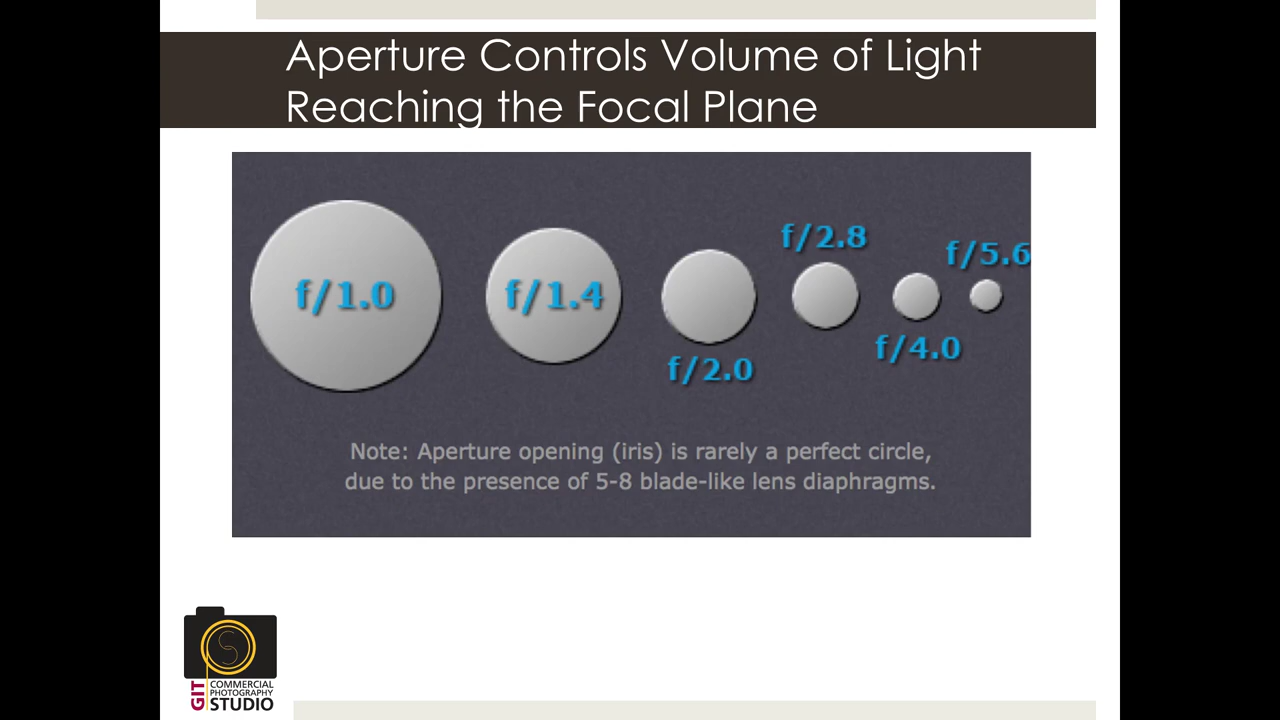 Aperture Controls Volume of Light
Reaching the Focal Plane
f/1.0
f/1.4
f/2.0
f/2.8
f/4.0
f/5.6
Note: Aperture opening (iris) is rarely a perfect circle,
due to the presence of 5-8 blade-like lens diaphragms.
S
GIT
COMMERCIAL
PHOTOGRAPHY
STUDIO